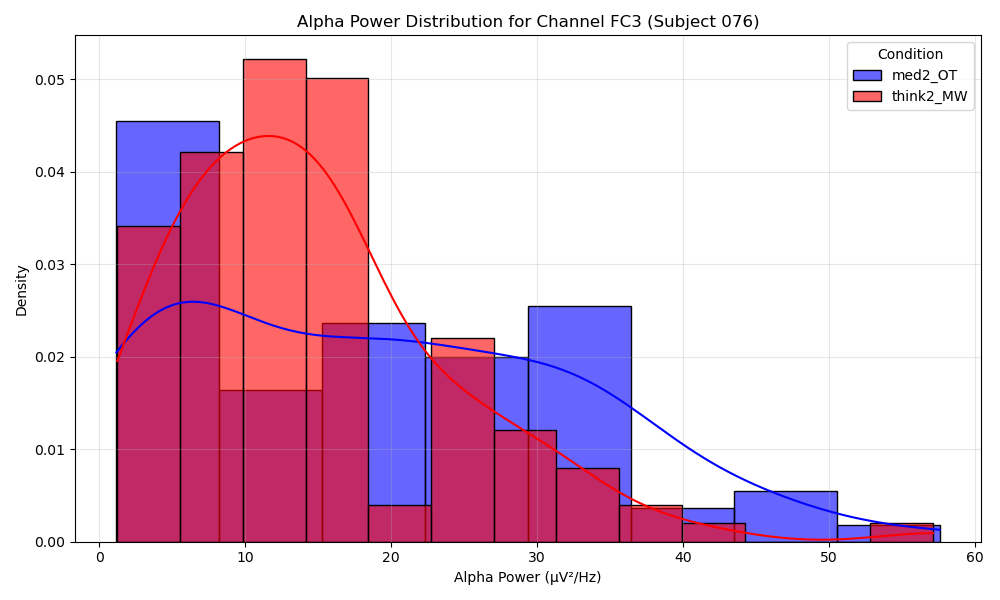 Alpha Power Distribution for Channel FC3 (Subject 076)
Condition
med2_OT
think2_MW
Density
0.05
0.04
0.03
0.02
0.01
0.00
0 10 20 30 40 50 60
Alpha Power (μV²/Hz)